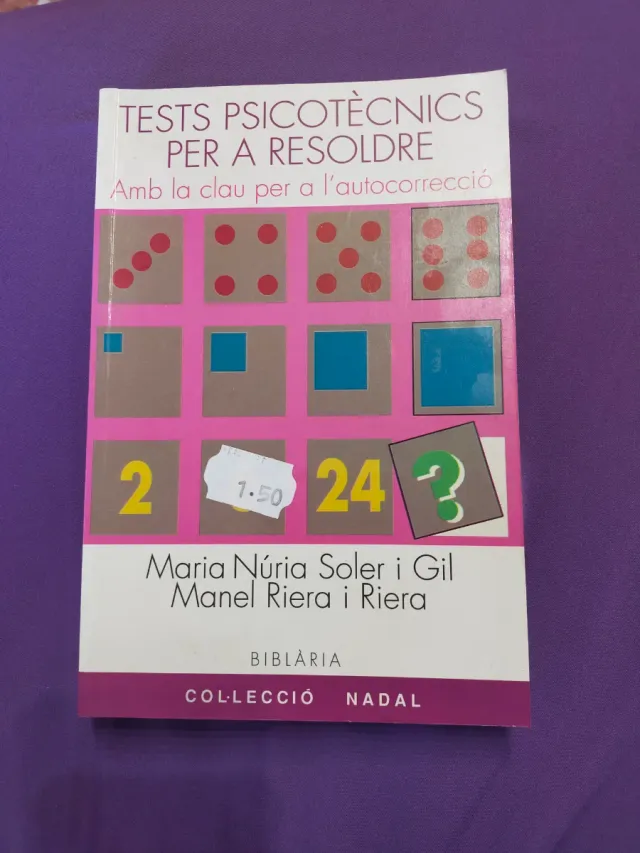 TESTS PSICOTÈCNICS
PER A RESOLDRE
Amb la clau per a l'autocorrecció
2
24
?
1.50
Maria Núria Soler i Gil
Manel Riera i Riera
BIBLÀRIA
COL·LECCIÓ NADAL